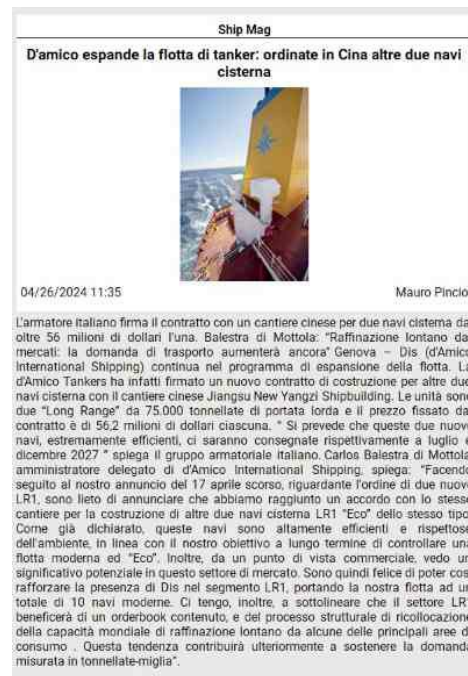 Ship Mag
D'amico espande la flotta di tanker: ordinate in Cina altre due navi
cisterna
04/26/2024 11:35
Mauro Pincio
L'armatore italiano firma il contratto con un cantiere cinese per due navi cisterna da
oltre 56 milioni di dollari l'una. Balestra di Mottola: "Raffinazione lontano dai
mercati: la domanda di trasporto aumenterà ancora" Genova – Dis (d'Amico
International Shipping) continua nel programma di espansione della flotta. La
d'Amico Tankers ha infatti firmato un nuovo contratto di costruzione per altre due
navi cisterna con il cantiere cinese Jiangsu New Yangzi Shipbuilding. Le unità sono
due "Long Range" da 75.000 tonnellate di portata lorda e il prezzo fissato da
contratto è di 56,2 milioni di dollari ciascuna. " Si prevede che queste due nuove
navi, estremamente efficienti, ci saranno consegnate rispettivamente a luglio e
dicembre 2027 " spiega il gruppo armatoriale italiano. Carlos Balestra di Mottola,
amministratore delegato di d'Amico International Shipping, spiega: "Facendo
seguito al nostro annuncio del 17 aprile scorso, riguardante l'ordine di due nuove
LR1, sono lieto di annunciare che abbiamo raggiunto un accordo con lo stesso
cantiere per la costruzione di altre due navi cisterna LR1 "Eco" dello stesso tipo.
Come già dichiarato, queste navi sono altamente efficienti e rispettose
dell'ambiente, in linea con il nostro obiettivo a lungo termine di controllare una
flotta moderna ed "Eco". Inoltre, da un punto di vista commerciale, vedo un
significativo potenziale in questo settore di mercato. Sono quindi felice di poter così
rafforzare la presenza di Dis nel segmento LR1, portando la nostra flotta ad un
totale di 10 navi moderne. Ci tengo, inoltre, a sottolineare che il settore LR1
beneficerà di un orderbook contenuto, e del processo strutturale di ricollocazione
della capacità mondiale di raffinazione lontano da alcune delle principali aree di
consumo . Questa tendenza contribuirà ulteriormente a sostenere la domanda
misurata in tonnellate-miglia".